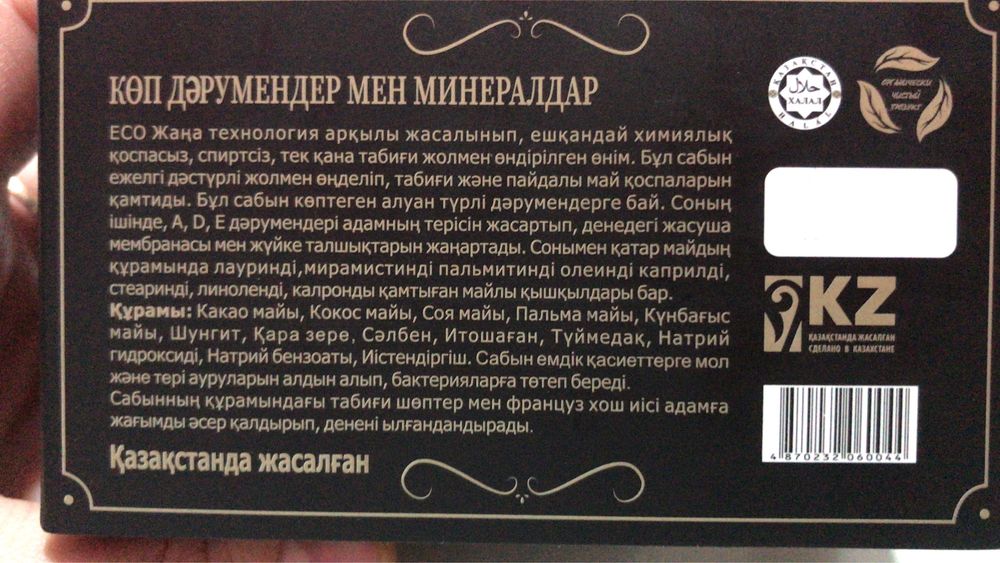 КӨП ДӘРУМЕНДЕР МЕН МИНЕРАЛДАР
ECO Жаңа технология арқылы жасалынып, ешқандай химиялық
қоспасыз, спиртсіз, тек қана табиғи жолмен өндірілген өнім. Бұл сабын
ежелгі дәстүрлі жолмен өңделіп, табиғи және пайдалы май қоспаларын
қамтиды. Бұл сабын көптеген алуан түрлі дәрумендерге бай. Соның
ішінде, A, D, E дәрумендері адамның терісін жасартып, денедегі жасуша
мембранасы мен жүйке талшықтарын жаңартады. Сонымен қатар майдың
құрамында лауринді,мирамистинді пальмитинді олеинді каприлді,
стеаринді, линоленді, калронды қамтыған майлы қышқылдары бар.
Құрамы: Какао майы, Кокос майы, Соя майы, Пальма майы, Күнбағыс
майы, Шунгит, Қара зере, Сәлбен, Итошаған, Түймедақ, Натрий
гидроксиді, Натрий бензоаты, Иістендіргіш. Сабын емдік қасиеттерге мол
және тері ауруларын алдын алып, бактерияларға төтеп береді.
Сабынның құрамындағы табиғи шөптер мен француз хош иісі адамға
жағымды әсер қалдырып, денені ылғандандырады.
Қазақстанда жасалған
ҚАЗАҚСТАН
حلال
ХАЛАЛ
HALAL
ОРГАНИЧЕСКИ
ЧИСТЫЙ
ПРОДУКТ
KZ
ҚАЗАҚСТАНДА ЖАСАЛҒАН
СДЕЛАНО В КАЗАХСТАНЕ
4 870232 060044